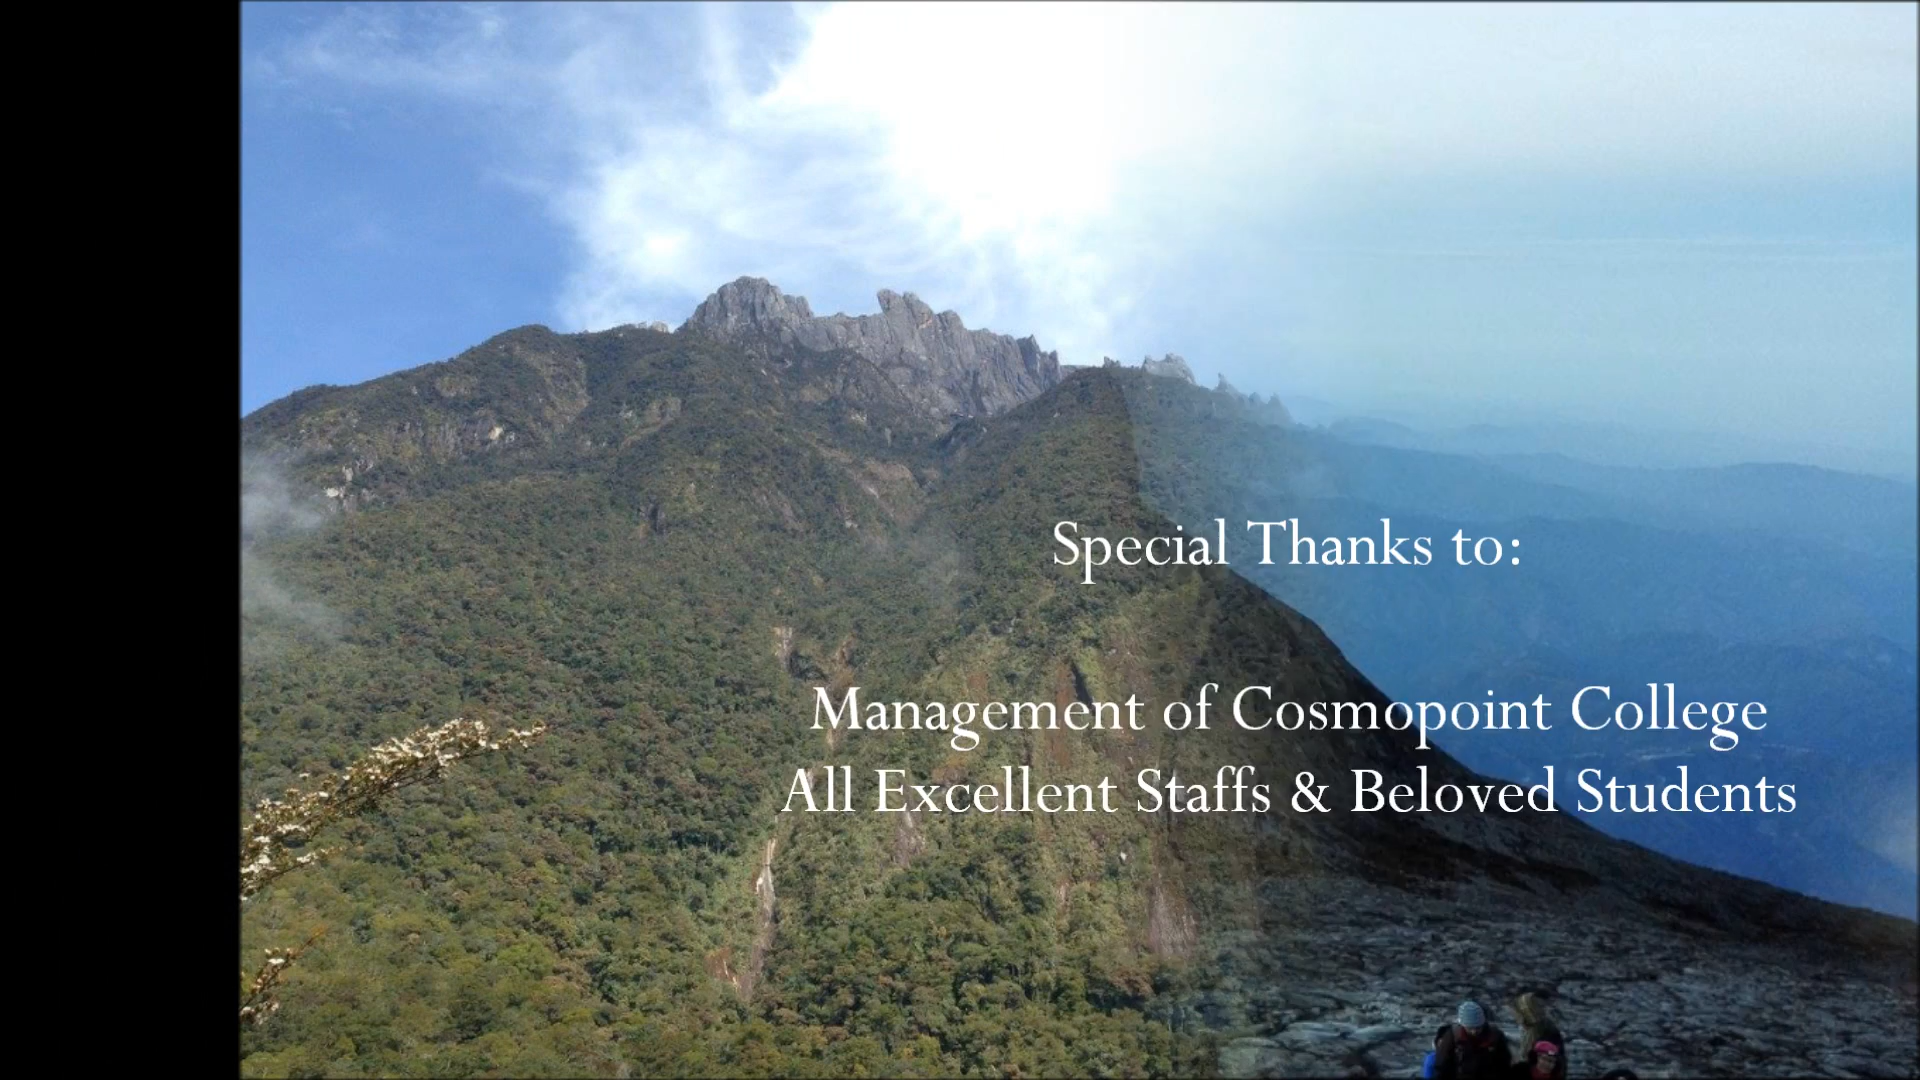 Special Thanks to:
Management of Cosmopoint College
All Excellent Staffs & Beloved Students